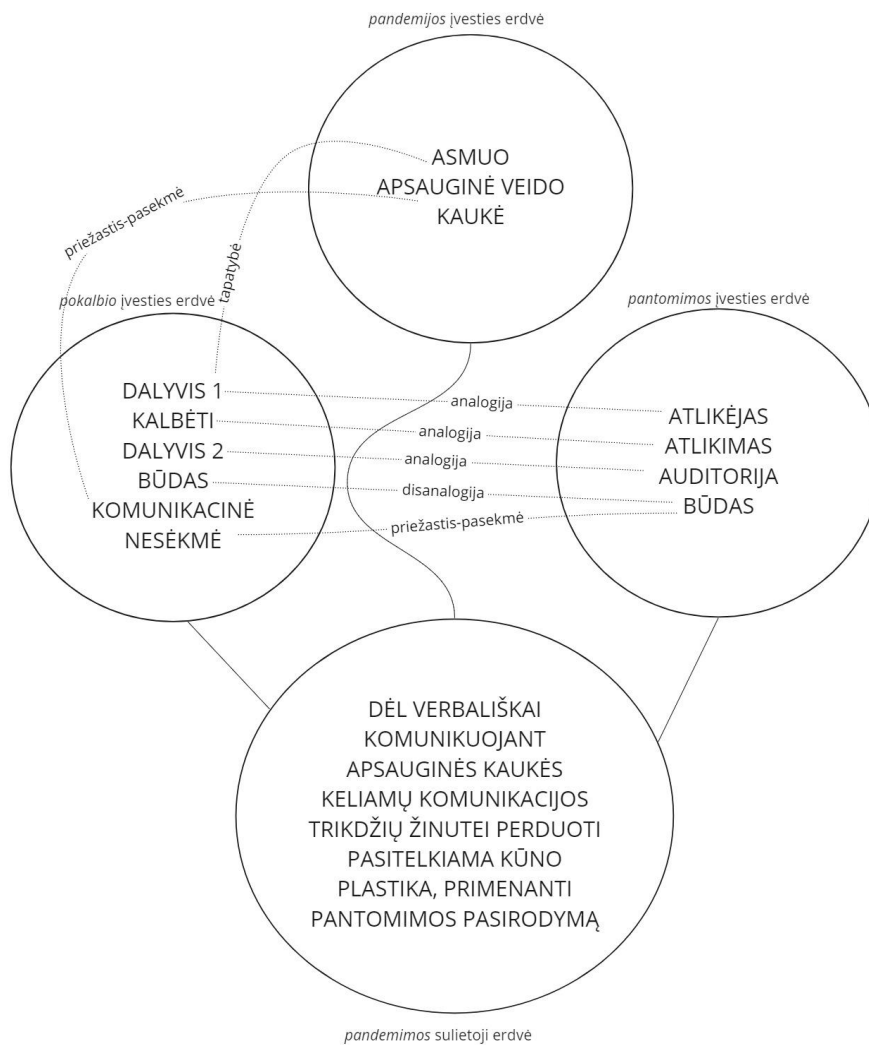 pandemijos įvesties erdvė
ASMUO
APSAUGINĖ VEIDO
KAUKĖ
priežastis-pasekmė
tapatybė
pokalbio įvesties erdvė
DALYVIS 1
KALBĖTI
DALYVIS 2
BŪDAS
KOMUNIKACINĖ
NESĖKMĖ
analogija
analogija
analogija
disanalogija
priežastis-pasekmė
pantomimos įvesties erdvė
ATLIKĖJAS
ATLIKIMAS
AUDITORIJA
BŪDAS
DĖL VERBALIŠKAI
KOMUNIKUOJANT
APSAUGINĖS KAUKĖS
KELIAMŲ KOMUNIKACIJOS
TRIKDŽIŲ ŽINUTEI PERDUOTI
PASITELKIAMA KŪNO
PLASTIKA, PRIMENANTI
PANTOMIMOS PASIRODYMĄ
pandemimos sulietoji erdvė